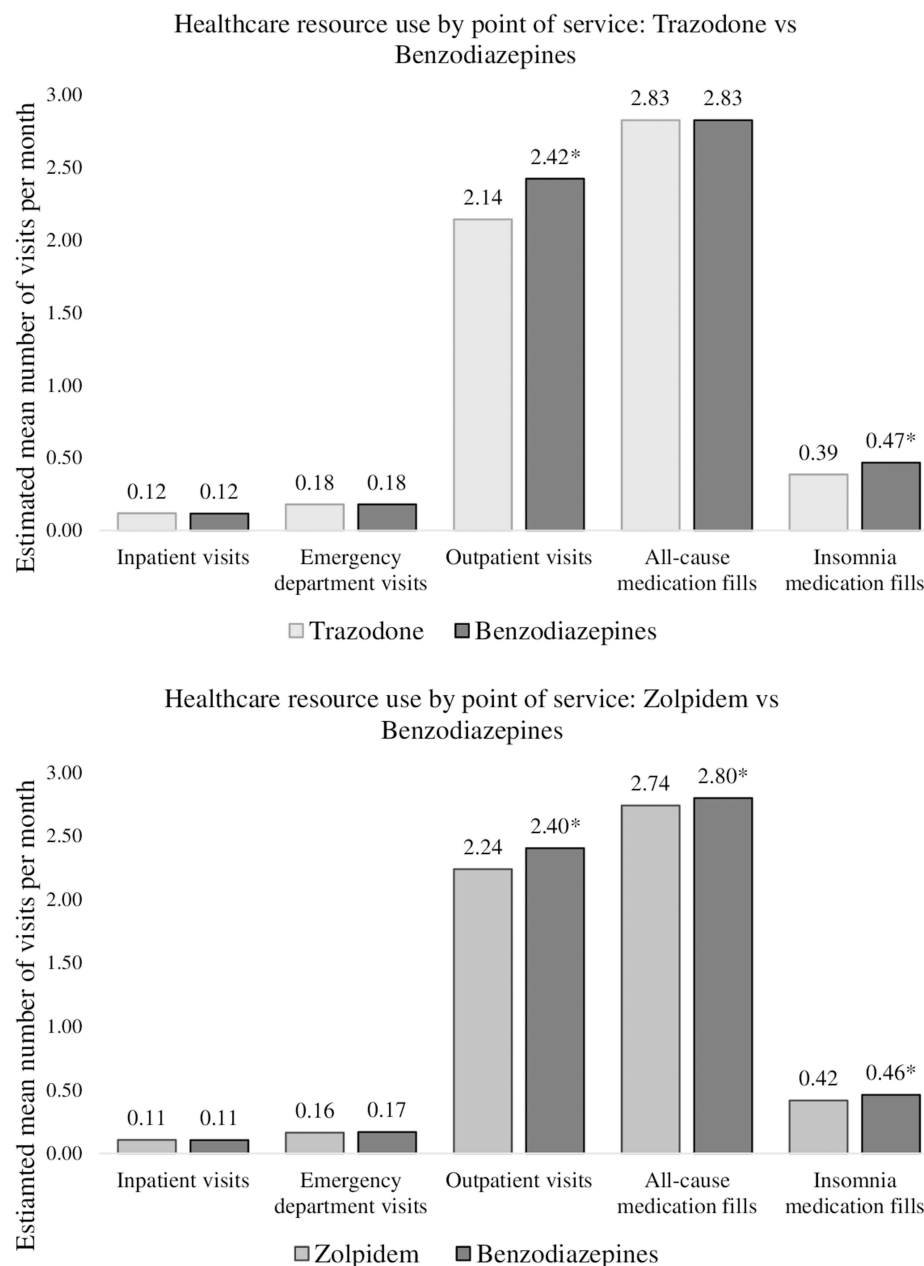 Healthcare resource use by point of service: Trazodone vs
Benzodiazepines
Estimated mean number of visits per month
3.00
2.50
2.00
1.50
1.00
0.50
0.00
0.12
0.12
0.18
0.18
2.14
2.42*
2.83
2.83
0.39
0.47*
Inpatient visits
Emergency
department visits
Outpatient visits
All-cause
medication fills
Insomnia
medication fills
Trazodone
Benzodiazepines
Healthcare resource use by point of service: Zolpidem vs
Benzodiazepines
Estiamted mean number of visits per month
3.00
2.50
2.00
1.50
1.00
0.50
0.00
0.11
0.11
0.16
0.17
2.24
2.40*
2.74
2.80*
0.42
0.46*
Inpatient visits
Emergency
department visits
Outpatient visits
All-cause
medication fills
Insomnia
medication fills
Zolpidem
Benzodiazepines